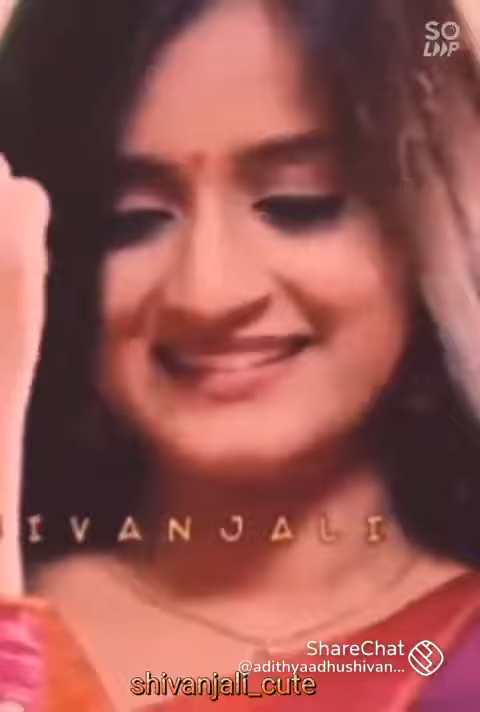 SO
LOOP
IVANJALI
ShareChat
@adithyaadhushivan...
shivanjali_cute